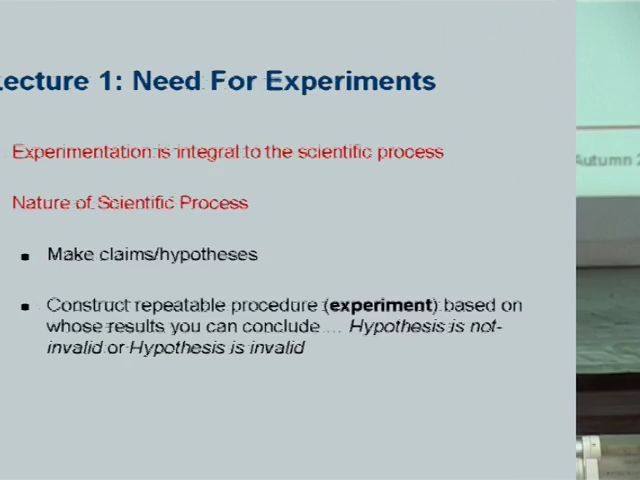 Lecture 1: Need For Experiments
Experimentation is integral to the scientific process
Nature of Scientific Process
Make claims/hypotheses
Construct repeatable procedure (experiment) based on
whose results you can conclude … Hypothesis is not-
invalid or Hypothesis is invalid
Autumn 2